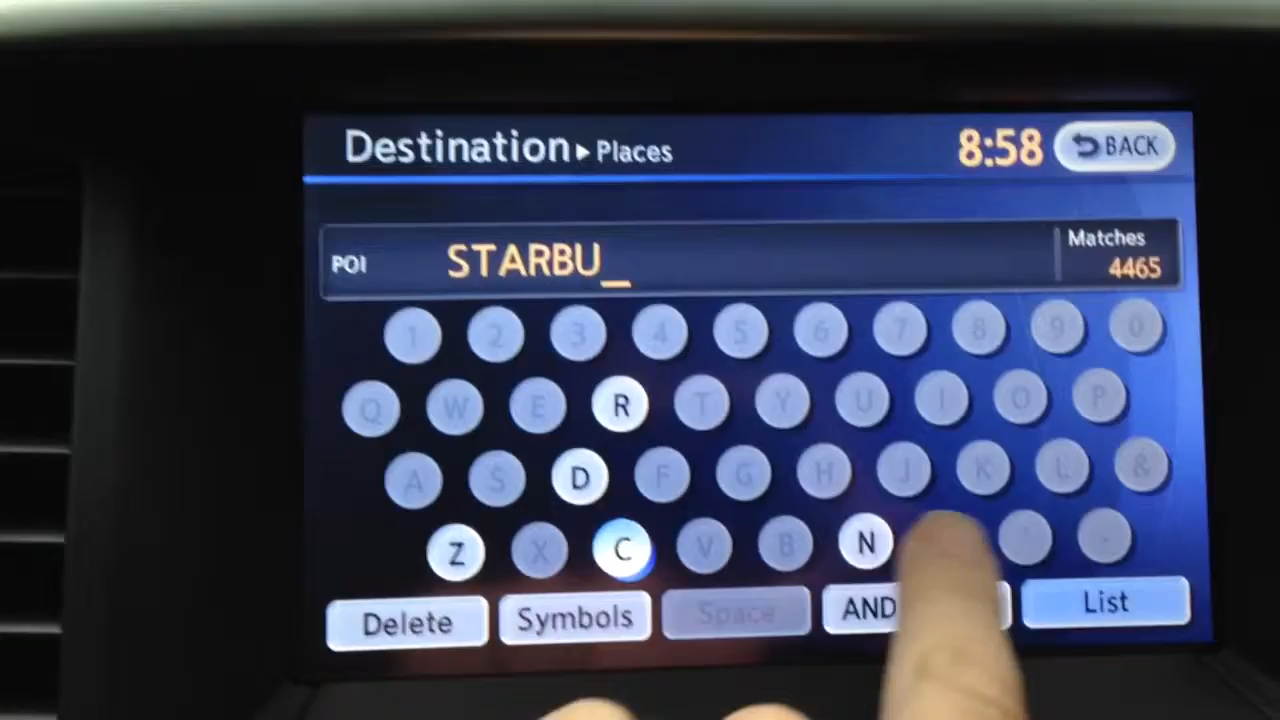 Destination ▸ Places 8:58 BACK
POI STARBU_ Matches
4465
1 2 3 4 5 6 7 8 9 0
Q W E R T Y U I O P
A S D F G H J K L &
Z X C V B N
Delete Symbols Space AND List